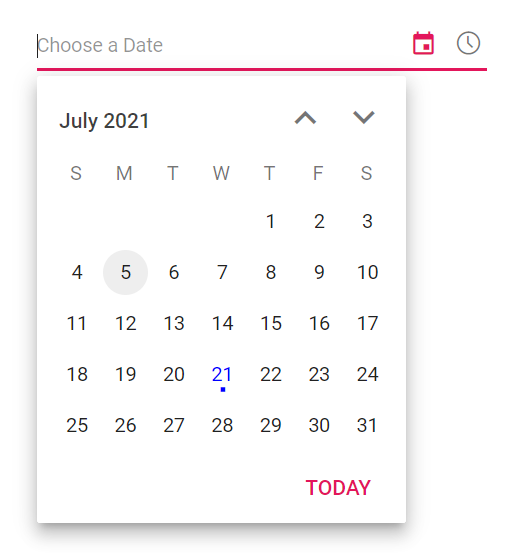 Choose a Date
July 2021
S M T W T F S
1 2 3
4 5 6 7 8 9 10
11 12 13 14 15 16 17
18 19 20 21 22 23 24
25 26 27 28 29 30 31
TODAY